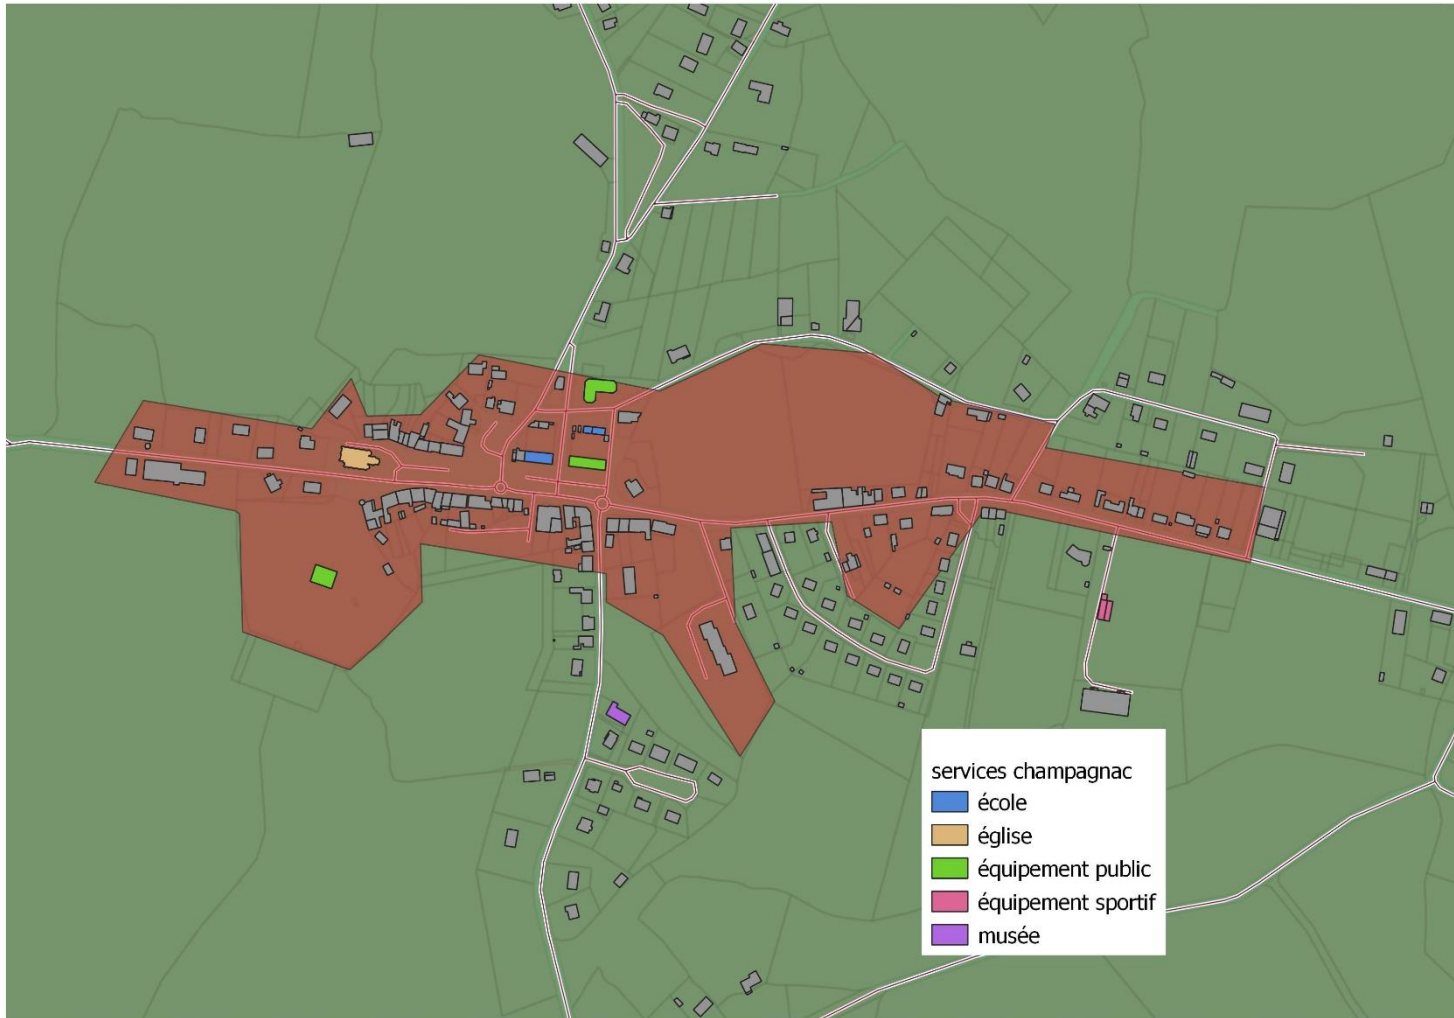 services champagnac
école
église
équipement public
équipement sportif
musée